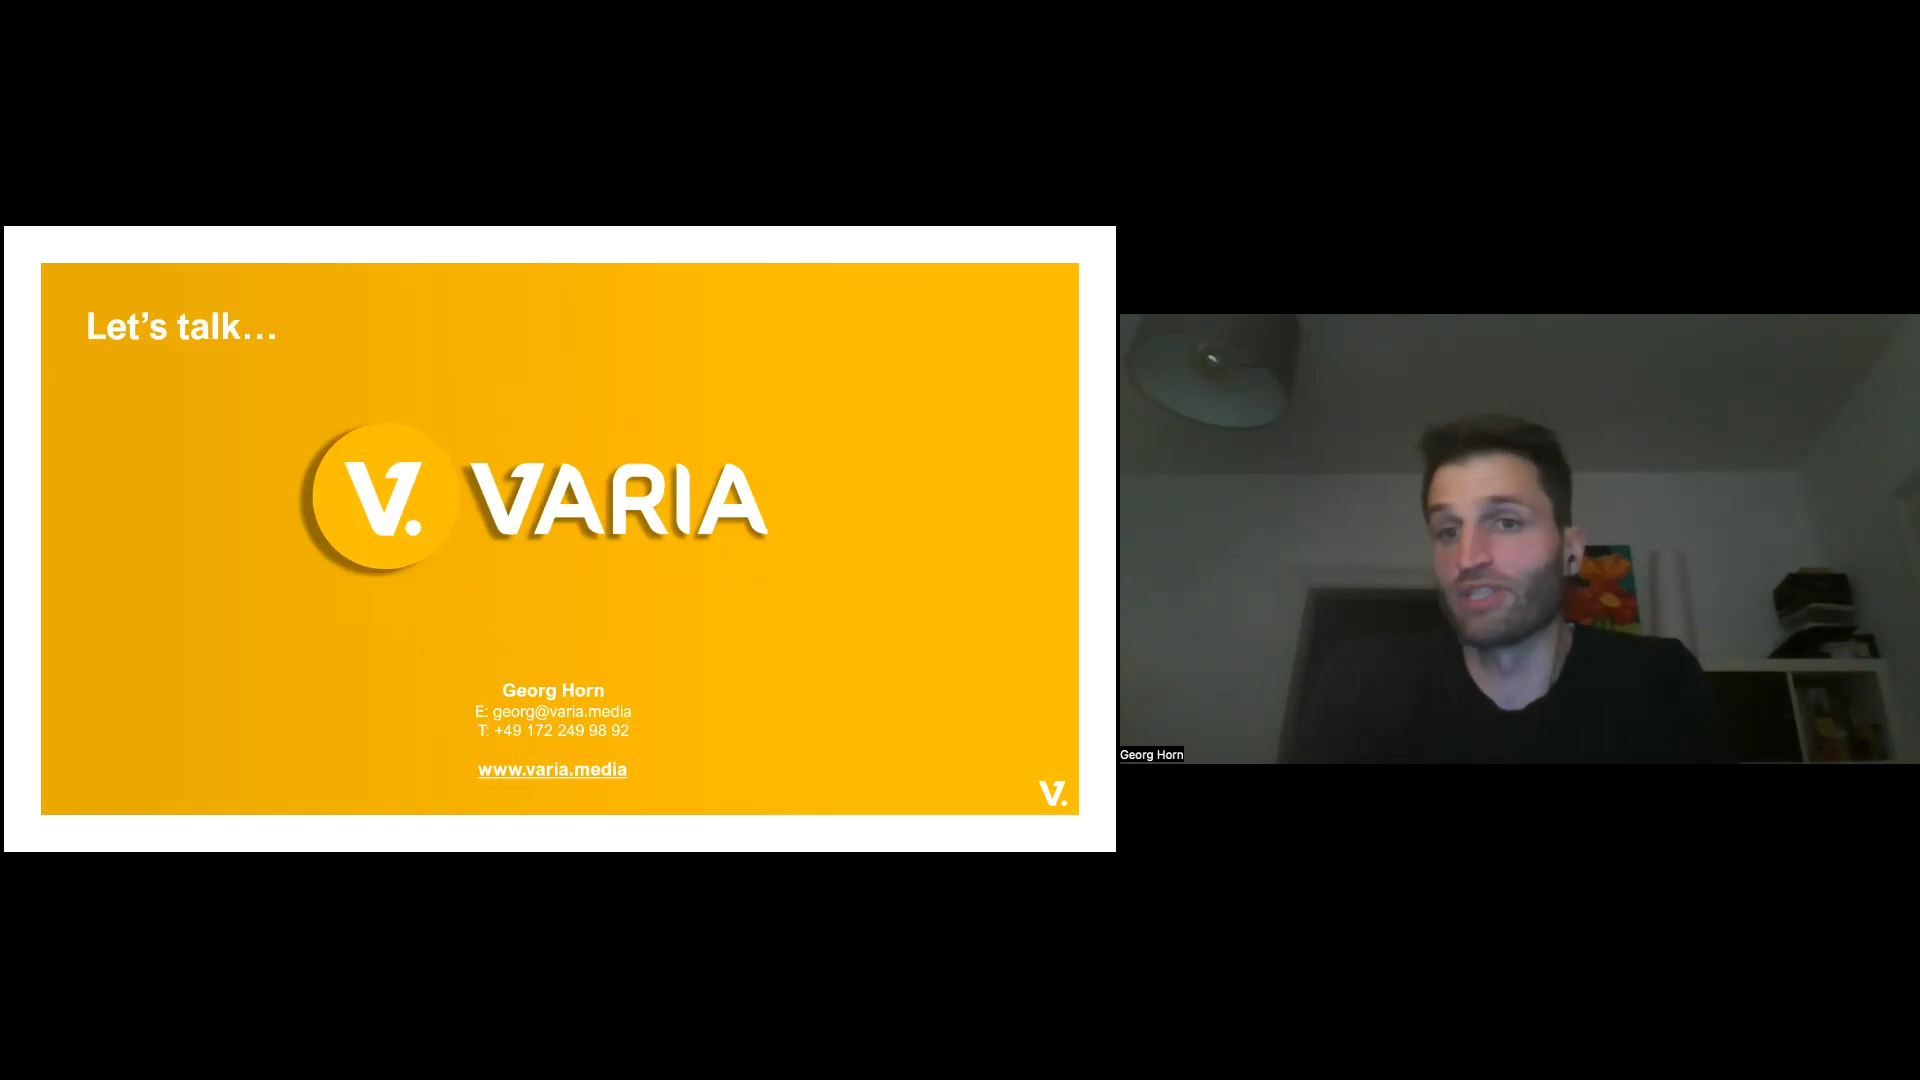 Let’s talk…
V. VARIA
Georg Horn
E: georg@varia.media
T: +49 172 249 98 92
www.varia.media
V.
Georg Horn